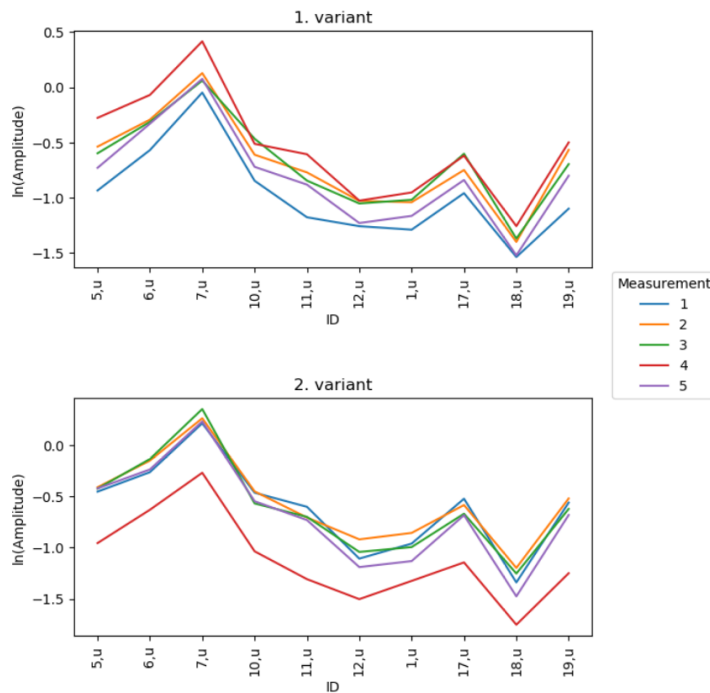 1. variant
0.5
0.0
−0.5
−1.0
−1.5
ln(Amplitude)
5,u 6,u 7,u 10,u 11,u 12,u 1,u 17,u 18,u 19,u
ID
Measurement
1
2
3
4
5
2. variant
0.0
−0.5
−1.0
−1.5
ln(Amplitude)
5,u 6,u 7,u 10,u 11,u 12,u 1,u 17,u 18,u 19,u
ID